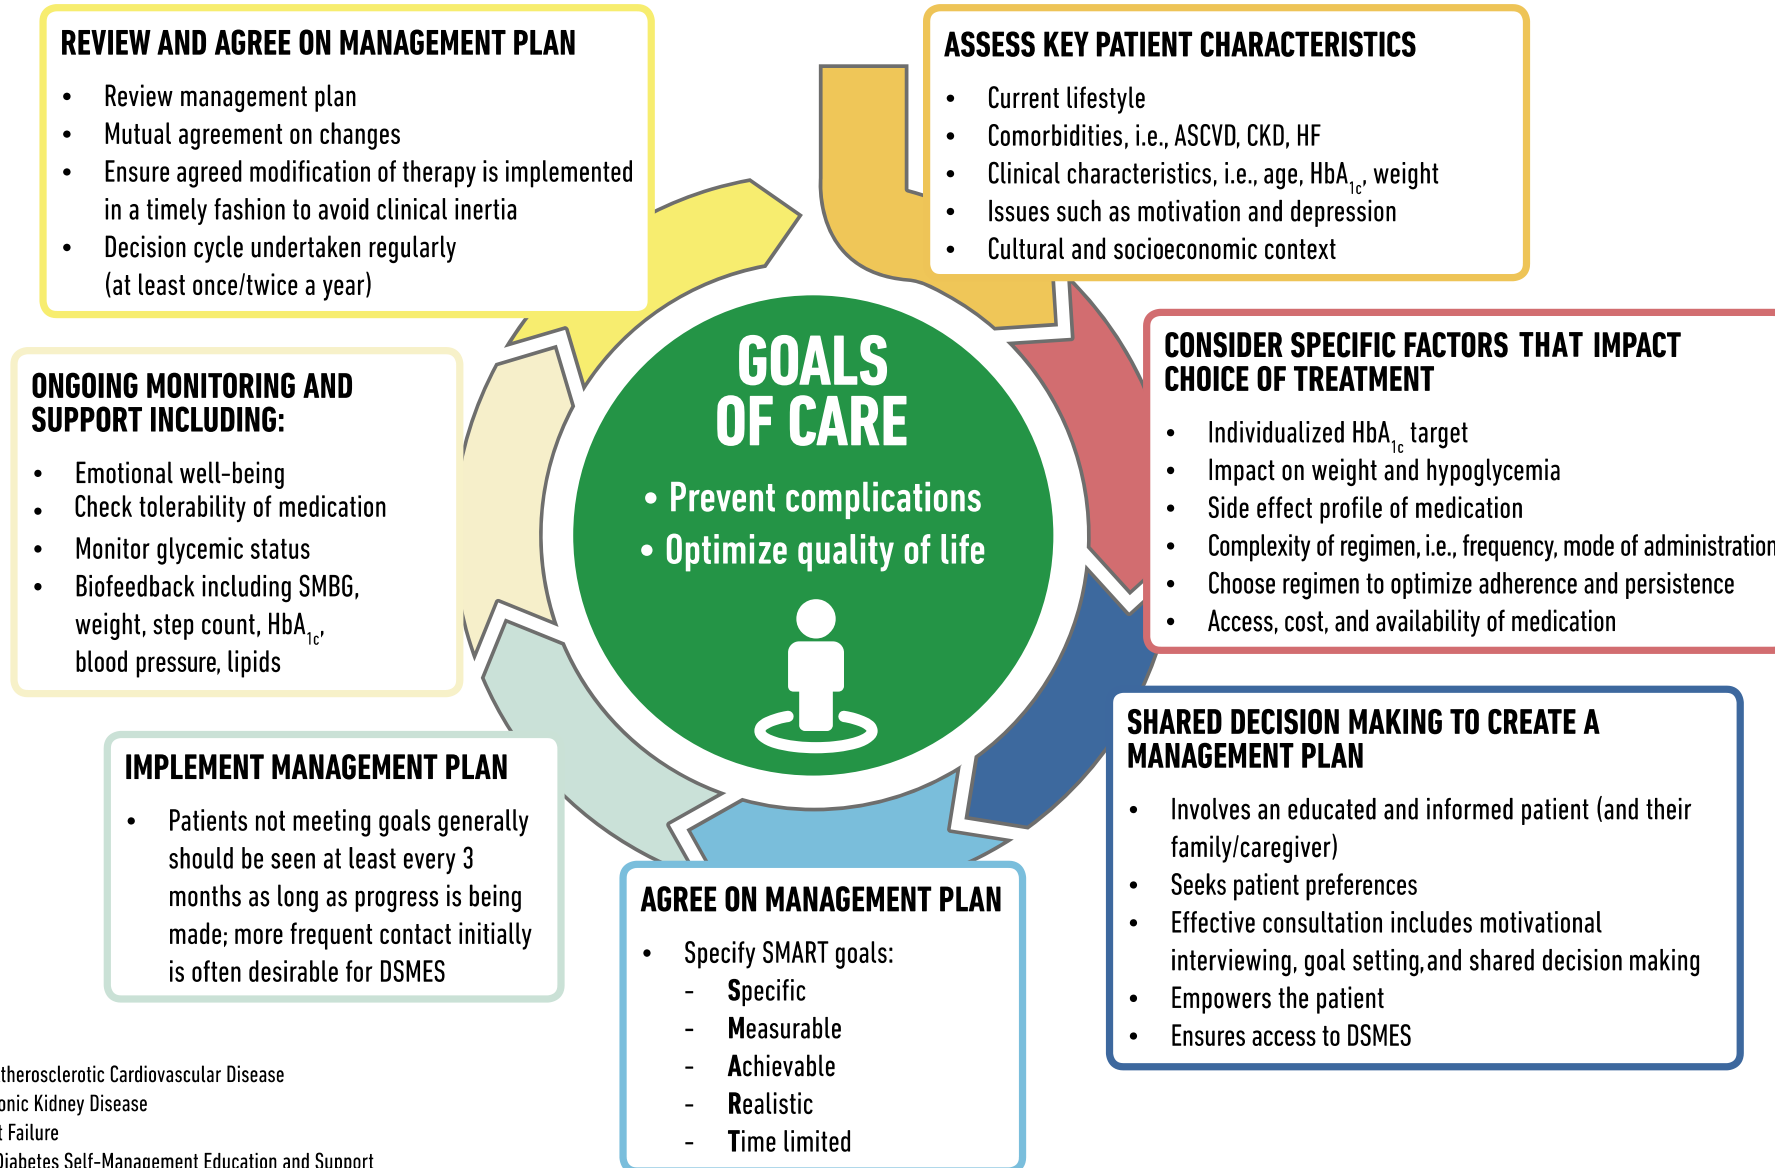 REVIEW AND AGREE ON MANAGEMENT PLAN
• Review management plan
• Mutual agreement on changes
• Ensure agreed modification of therapy is implemented
in a timely fashion to avoid clinical inertia
• Decision cycle undertaken regularly
(at least once/twice a year)
ASSESS KEY PATIENT CHARACTERISTICS
• Current lifestyle
• Comorbidities, i.e., ASCVD, CKD, HF
• Clinical characteristics, i.e., age, HbA1c, weight
• Issues such as motivation and depression
• Cultural and socioeconomic context
CONSIDER SPECIFIC FACTORS THAT IMPACT
CHOICE OF TREATMENT
• Individualized HbA1c target
• Impact on weight and hypoglycemia
• Side effect profile of medication
• Complexity of regimen, i.e., frequency, mode of administration
• Choose regimen to optimize adherence and persistence
• Access, cost, and availability of medication
SHARED DECISION MAKING TO CREATE A
MANAGEMENT PLAN
• Involves an educated and informed patient (and their
family/caregiver)
• Seeks patient preferences
• Effective consultation includes motivational
interviewing, goal setting,and shared decision making
• Empowers the patient
• Ensures access to DSMES
AGREE ON MANAGEMENT PLAN
• Specify SMART goals:
- Specific
- Measurable
- Achievable
- Realistic
- Time limited
IMPLEMENT MANAGEMENT PLAN
• Patients not meeting goals generally
should be seen at least every 3
months as long as progress is being
made; more frequent contact initially
is often desirable for DSMES
ONGOING MONITORING AND
SUPPORT INCLUDING:
• Emotional well-being
• Check tolerability of medication
• Monitor glycemic status
• Biofeedback including SMBG,
weight, step count, HbA1c,
blood pressure, lipids
GOALS
OF CARE
• Prevent complications
• Optimize quality of life
therosclerotic Cardiovascular Disease
onic Kidney Disease
t Failure
Diabetes Self-Management Education and Support